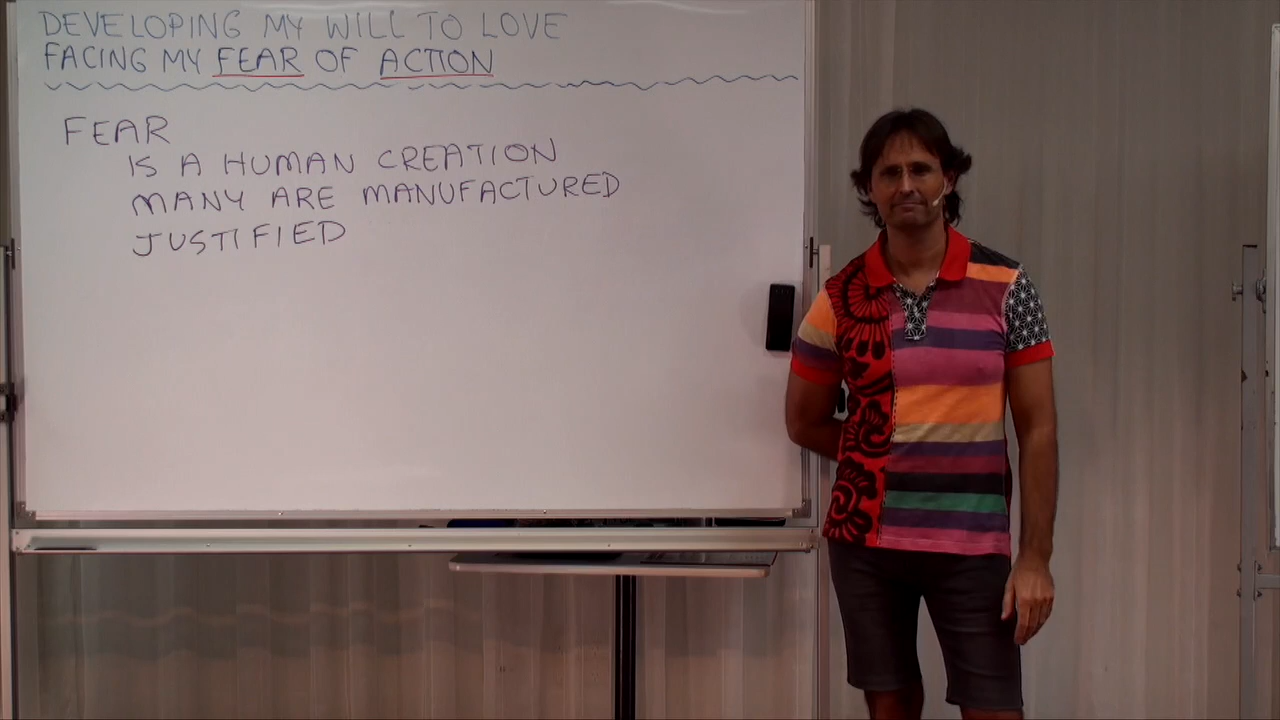 DEVELOPING MY WILL TO LOVE
FACING MY FEAR OF ACTION
FEAR
IS A HUMAN CREATION
MANY ARE MANUFACTURED
JUSTIFIED